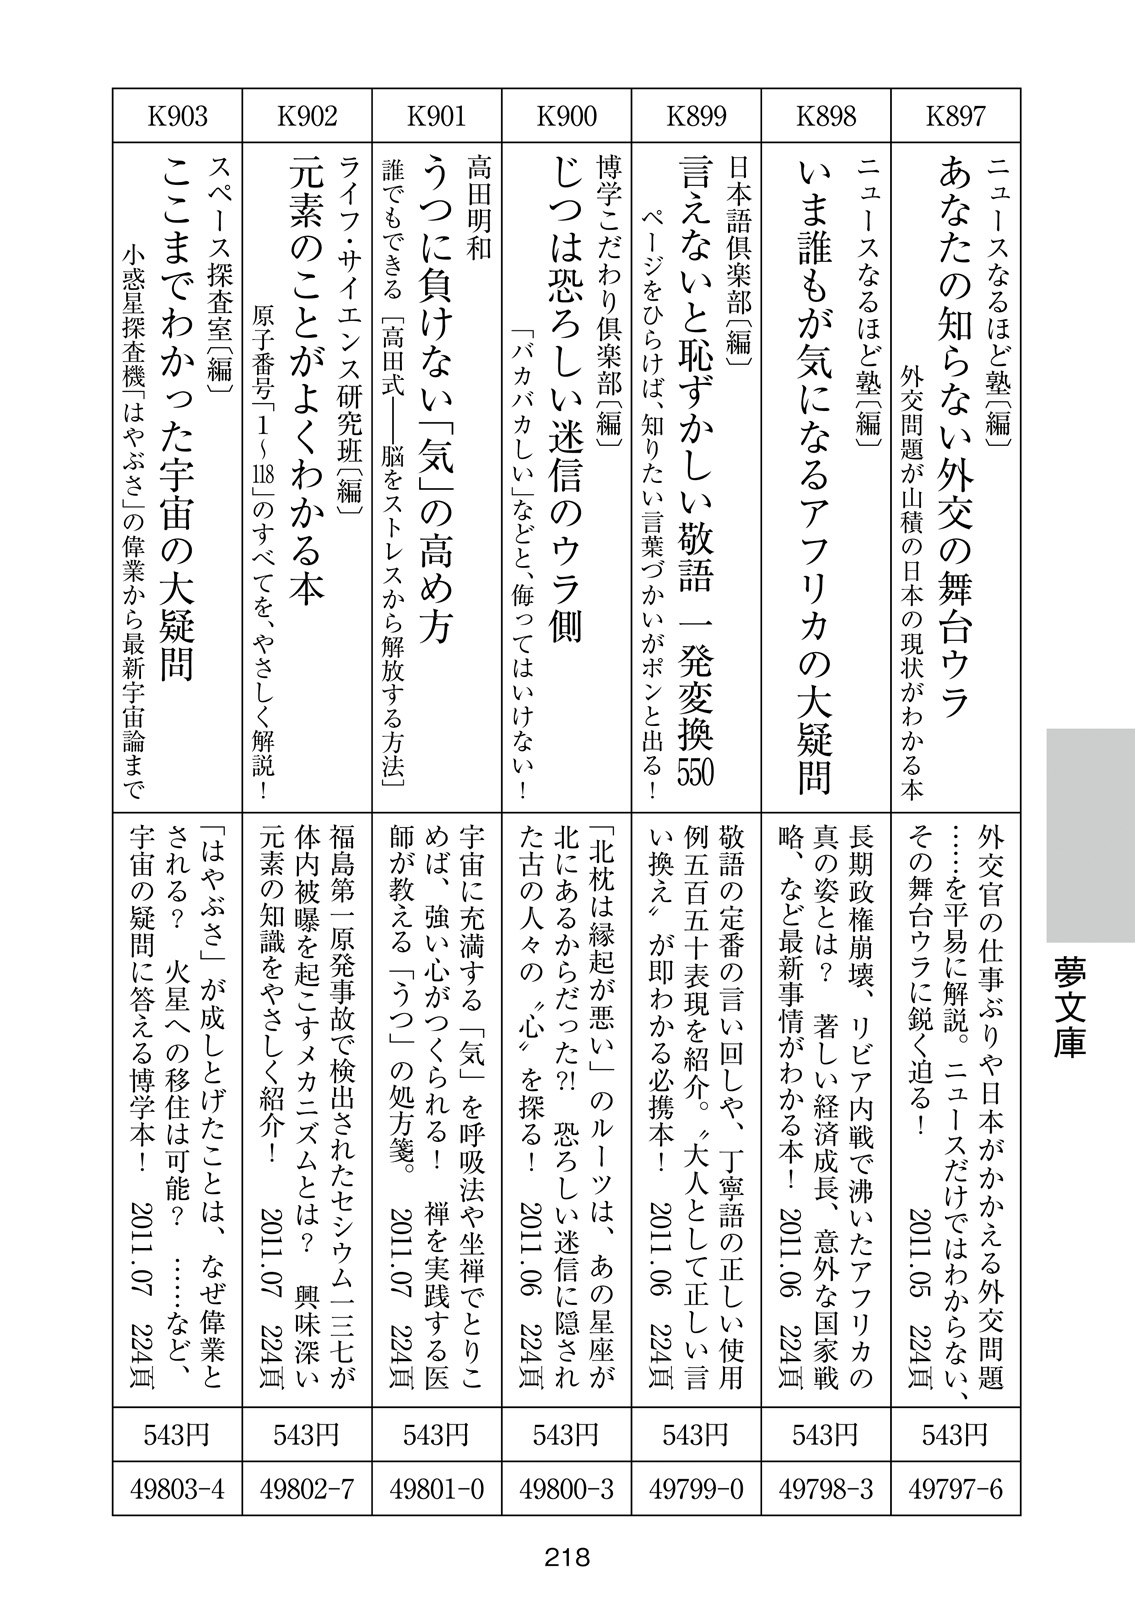 K897
ニュースなるほど塾〔編〕
あなたの知らない外交の舞台ウラ
外交問題が山積の日本の現状がわかる本
外交官の仕事ぶりや日本がかかえる外交問題
……を平易に解説。ニュースだけではわからない、
その舞台ウラに鋭く迫る！ 2011.05 224頁
543円
49797-6
K898
ニュースなるほど塾〔編〕
いま誰もが気になるアフリカの大疑問
長期政権崩壊、リビア内戦で沸いたアフリカの
真の姿とは？ 著しい経済成長、意外な国家戦
略、など最新事情がわかる本！ 2011.06 224頁
543円
49798-3
K899
日本語倶楽部〔編〕
言えないと恥ずかしい敬語 一発変換550
ページをひらけば、知りたい言葉づかいがポンと出る！
敬語の定番の言い回しや、丁寧語の正しい使用
例五百五十表現を紹介。〝大人として正しい言
い換え〟が即わかる必携本！ 2011.06 224頁
543円
49799-0
K900
博学こだわり倶楽部〔編〕
じつは恐ろしい迷信のウラ側
「バカバカしい」などと、侮ってはいけない！
「北枕は縁起が悪い」のルーツは、あの星座が
北にあるからだった?! 恐ろしい迷信に隠され
た古の人々の〝心〟を探る！ 2011.06 224頁
543円
49800-3
K901
高田明和
うつに負けない「気」の高め方
誰でもできる［高田式――脳をストレスから解放する方法］
宇宙に充満する「気」を呼吸法や坐禅でとりこ
めば、強い心がつくられる！ 禅を実践する医
師が教える「うつ」の処方箋。 2011.07 224頁
543円
49801-0
K902
ライフ・サイエンス研究班〔編〕
元素のことがよくわかる本
原子番号「1～118」のすべてを、やさしく解説！
福島第一原発事故で検出されたセシウム一三七が
体内被曝を起こすメカニズムとは？ 興味深い
元素の知識をやさしく紹介！ 2011.07 224頁
543円
49802-7
K903
スペース探査室〔編〕
ここまでわかった宇宙の大疑問
小惑星探査機「はやぶさ」の偉業から最新宇宙論まで
「はやぶさ」が成しとげたことは、なぜ偉業と
される？ 火星への移住は可能？ ……など、
宇宙の疑問に答える博学本！ 2011.07 224頁
543円
49803-4
夢文庫
218